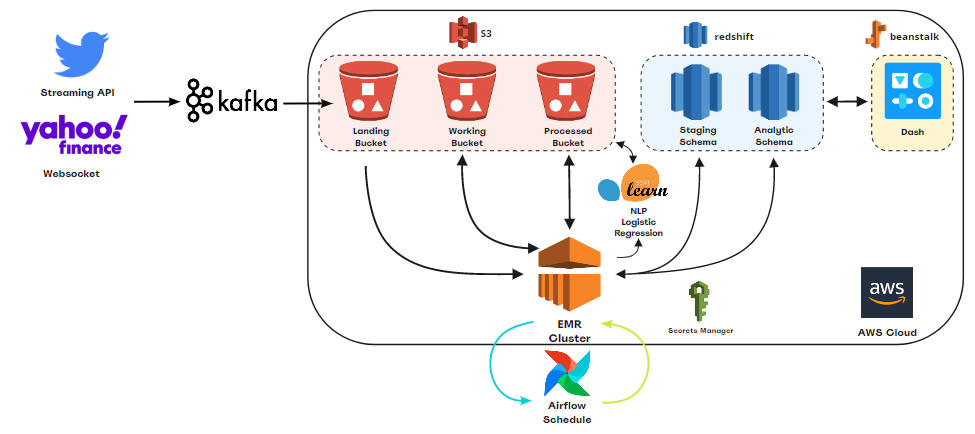 S3
redshift
beanstalk
Streaming API
yahoo!
finance
Websocket
kafka
Landing
Bucket
Working
Bucket
Processed
Bucket
Staging
Schema
Analytic
Schema
Dash
learn
NLP
Logistic
Regression
EMR
Cluster
Secrets Manager
aws
AWS Cloud
Airflow
Schedule